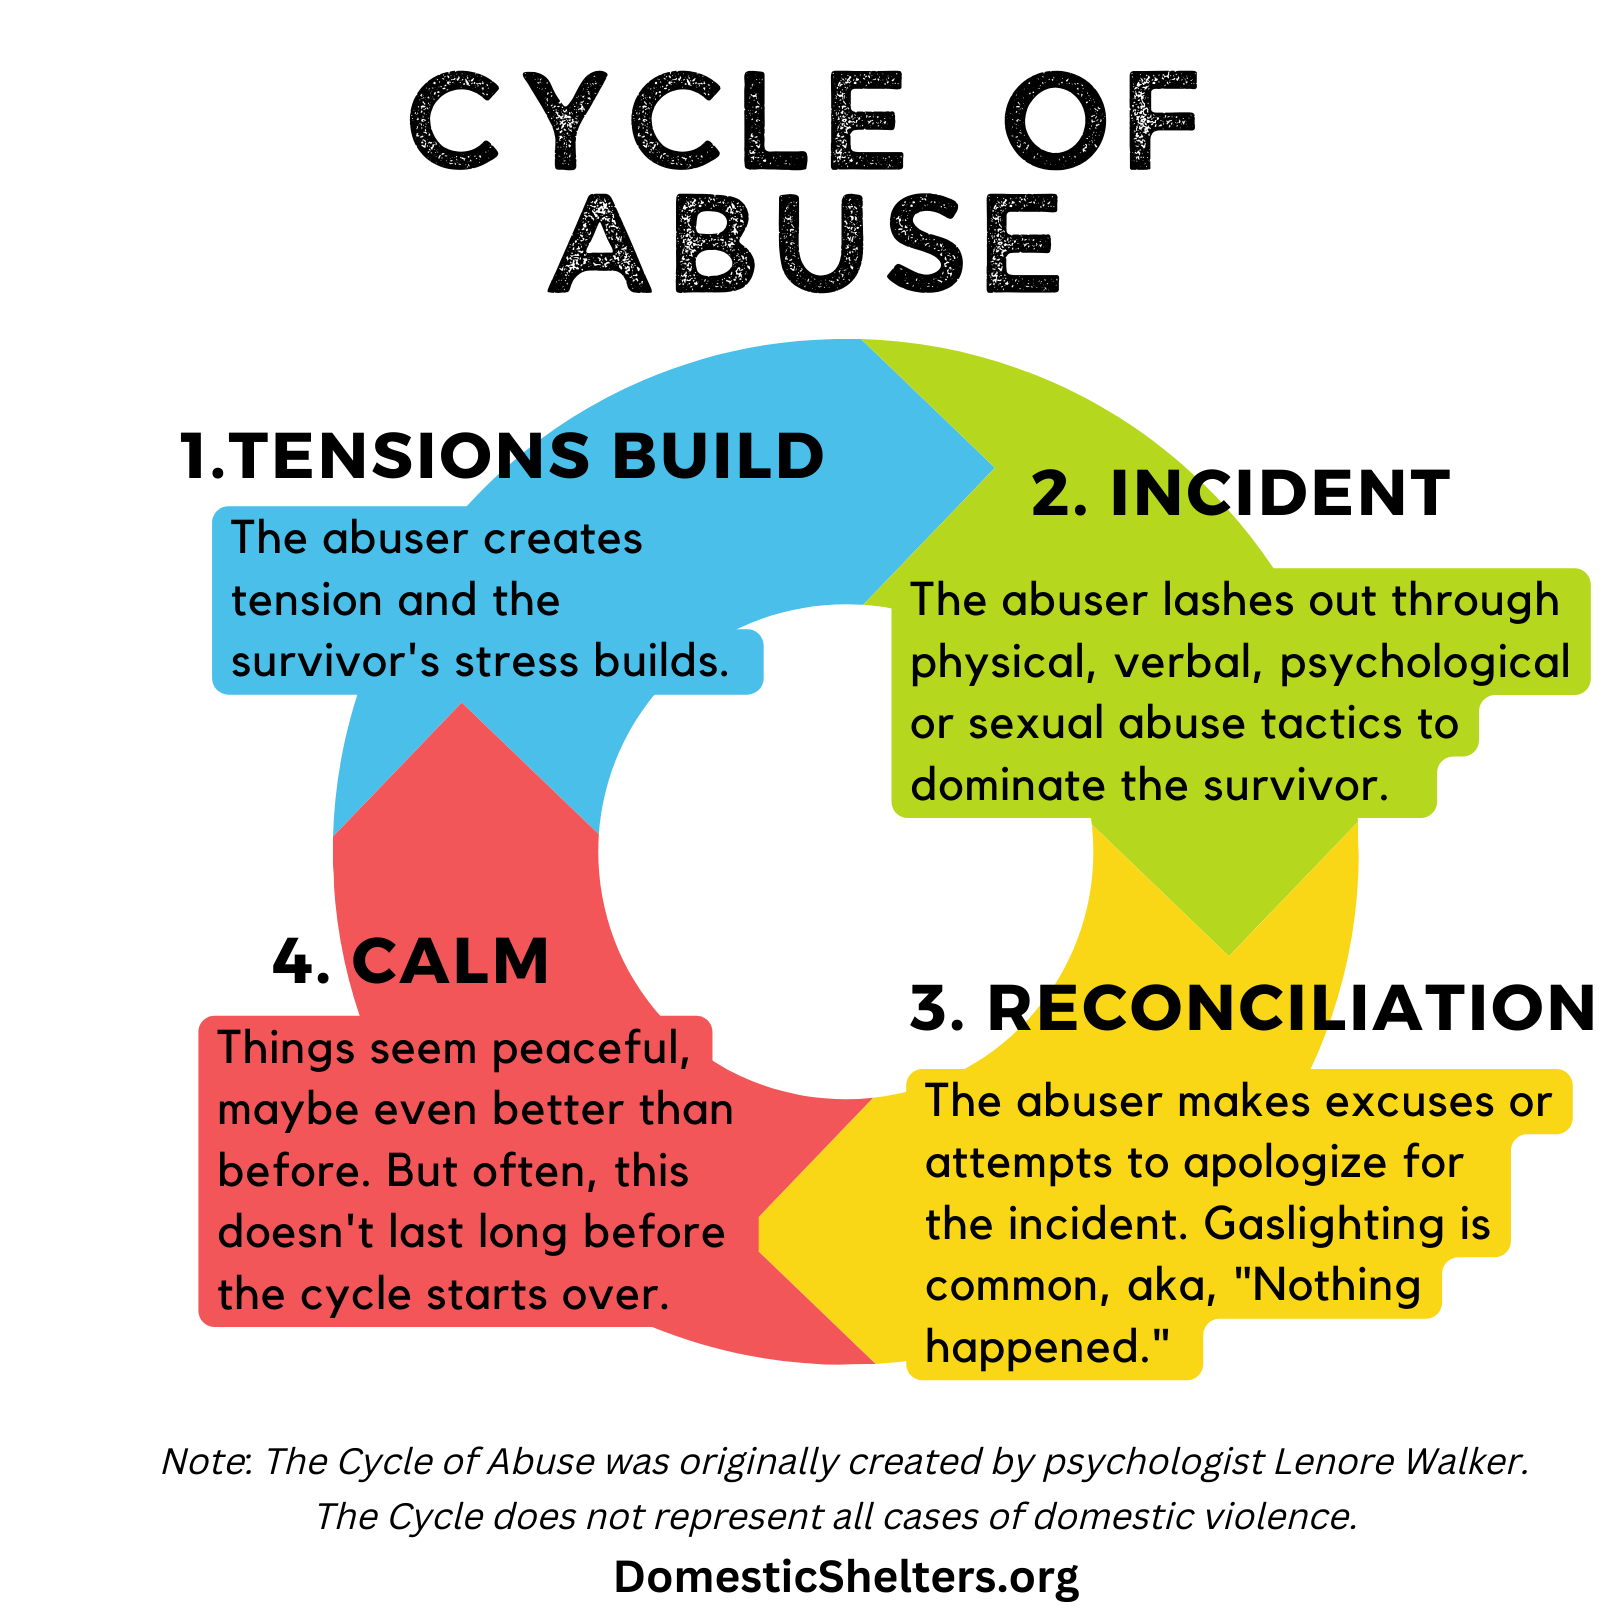 CYCLE OF
ABUSE
1.TENSIONS BUILD
The abuser creates
tension and the
survivor's stress builds.
2. INCIDENT
The abuser lashes out through
physical, verbal, psychological
or sexual abuse tactics to
dominate the survivor.
3. RECONCILIATION
The abuser makes excuses or
attempts to apologize for
the incident. Gaslighting is
common, aka, "Nothing
happened."
4. CALM
Things seem peaceful,
maybe even better than
before. But often, this
doesn't last long before
the cycle starts over.
Note: The Cycle of Abuse was originally created by psychologist Lenore Walker.
The Cycle does not represent all cases of domestic violence.
DomesticShelters.org